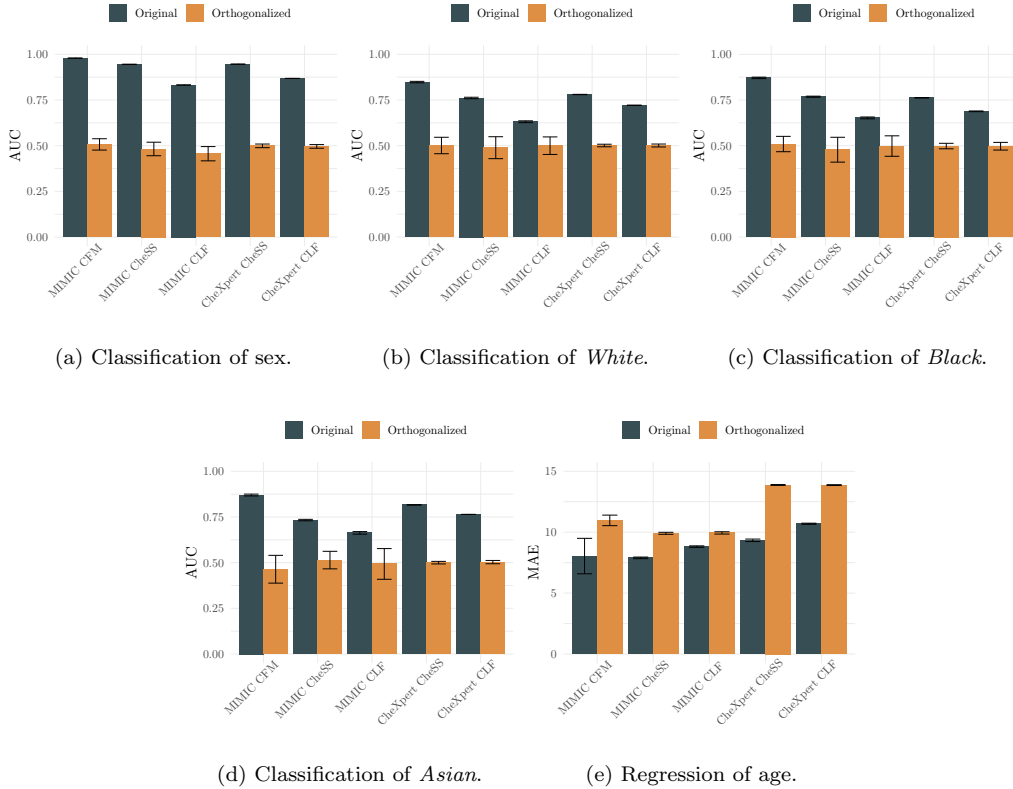 Original Orthogonalized
1.00
0.75
0.50
0.25
0.00
AUC
MIMIC CFM
MIMIC CheSS
MIMIC CLF
CheXpert CheSS
CheXpert CLF
(a) Classification of sex.
Original Orthogonalized
1.00
0.75
0.50
0.25
0.00
AUC
MIMIC CFM
MIMIC CheSS
MIMIC CLF
CheXpert CheSS
CheXpert CLF
(b) Classification of White.
Original Orthogonalized
1.00
0.75
0.50
0.25
0.00
AUC
MIMIC CFM
MIMIC CheSS
MIMIC CLF
CheXpert CheSS
CheXpert CLF
(c) Classification of Black.
Original Orthogonalized
1.00
0.75
0.50
0.25
0.00
AUC
MIMIC CFM
MIMIC CheSS
MIMIC CLF
CheXpert CheSS
CheXpert CLF
(d) Classification of Asian.
Original Orthogonalized
15
10
5
0
MAE
MIMIC CFM
MIMIC CheSS
MIMIC CLF
CheXpert CheSS
CheXpert CLF
(e) Regression of age.